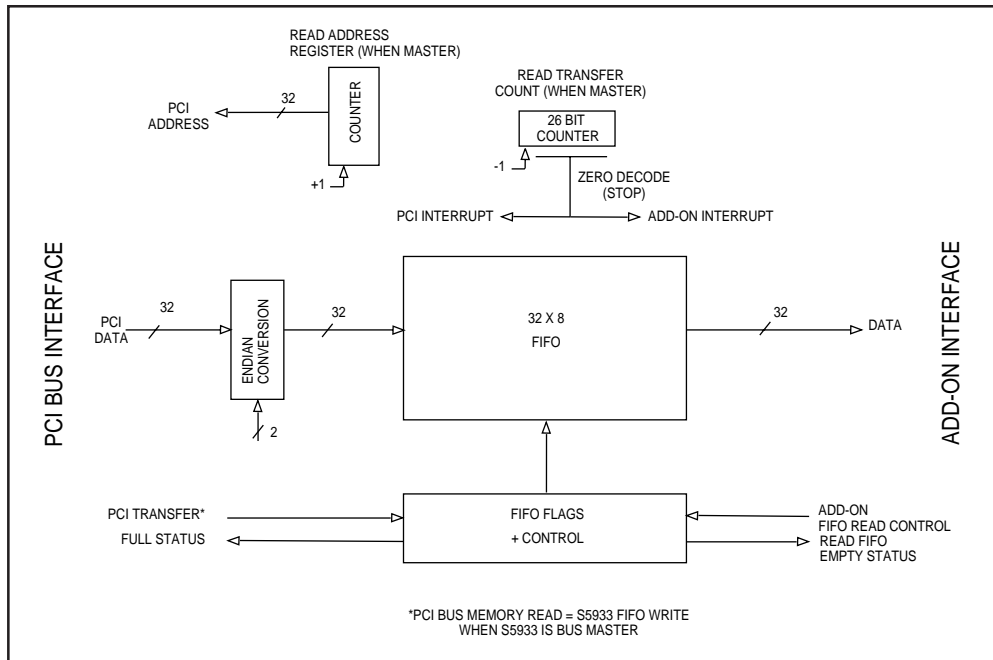 READ ADDRESS
REGISTER (WHEN MASTER)
READ TRANSFER
COUNT (WHEN MASTER)
PCI
ADDRESS
32
COUNTER
+1
26 BIT
COUNTER
-1
ZERO DECODE
(STOP)
PCI INTERRUPT
ADD-ON INTERRUPT
PCI BUS INTERFACE
PCI
DATA
32
ENDIAN
CONVERSION
2
32
32 X 8
FIFO
32
DATA
ADD-ON INTERFACE
PCI TRANSFER*
FULL STATUS
FIFO FLAGS
+ CONTROL
ADD-ON
FIFO READ CONTROL
READ FIFO
EMPTY STATUS
*PCI BUS MEMORY READ = S5933 FIFO WRITE
WHEN S5933 IS BUS MASTER